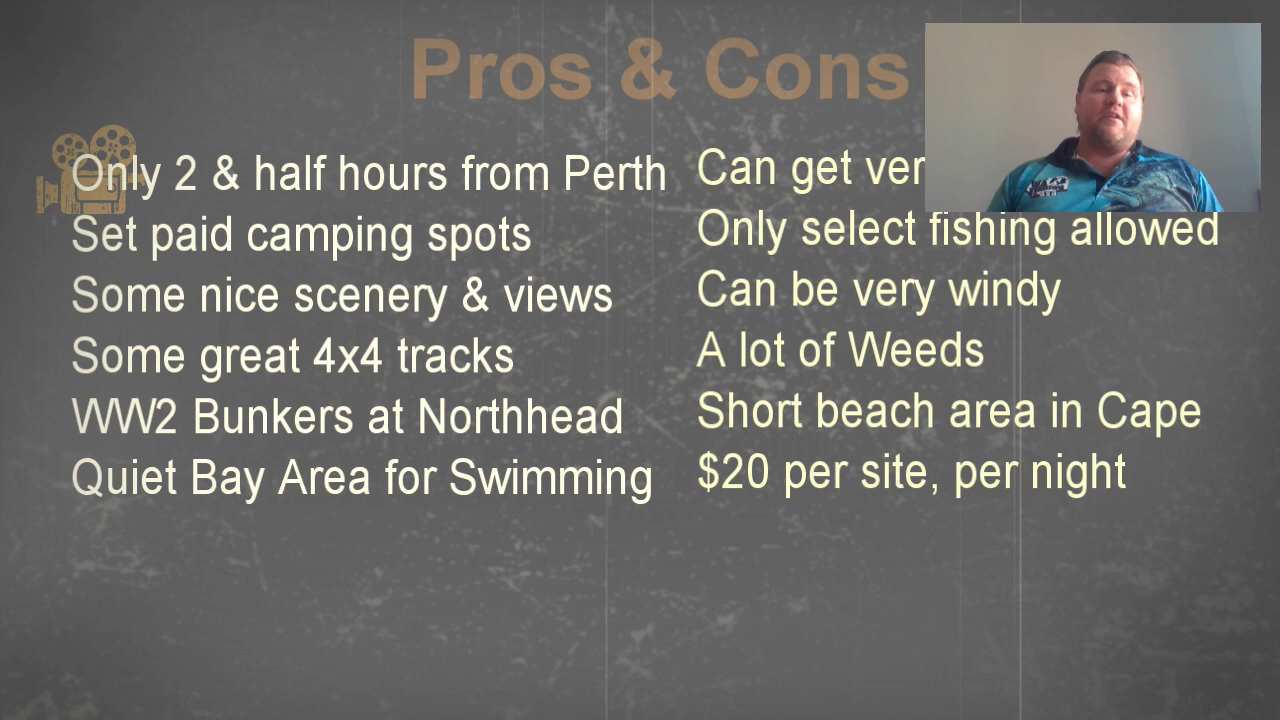 Pros & Cons
Only 2 & half hours from Perth
Set paid camping spots
Some nice scenery & views
Some great 4x4 tracks
WW2 Bunkers at Northhead
Quiet Bay Area for Swimming
Can get
Only select fishing allowed
Can be very windy
A lot of Weeds
Short beach area in Cape
$20 per site, per night